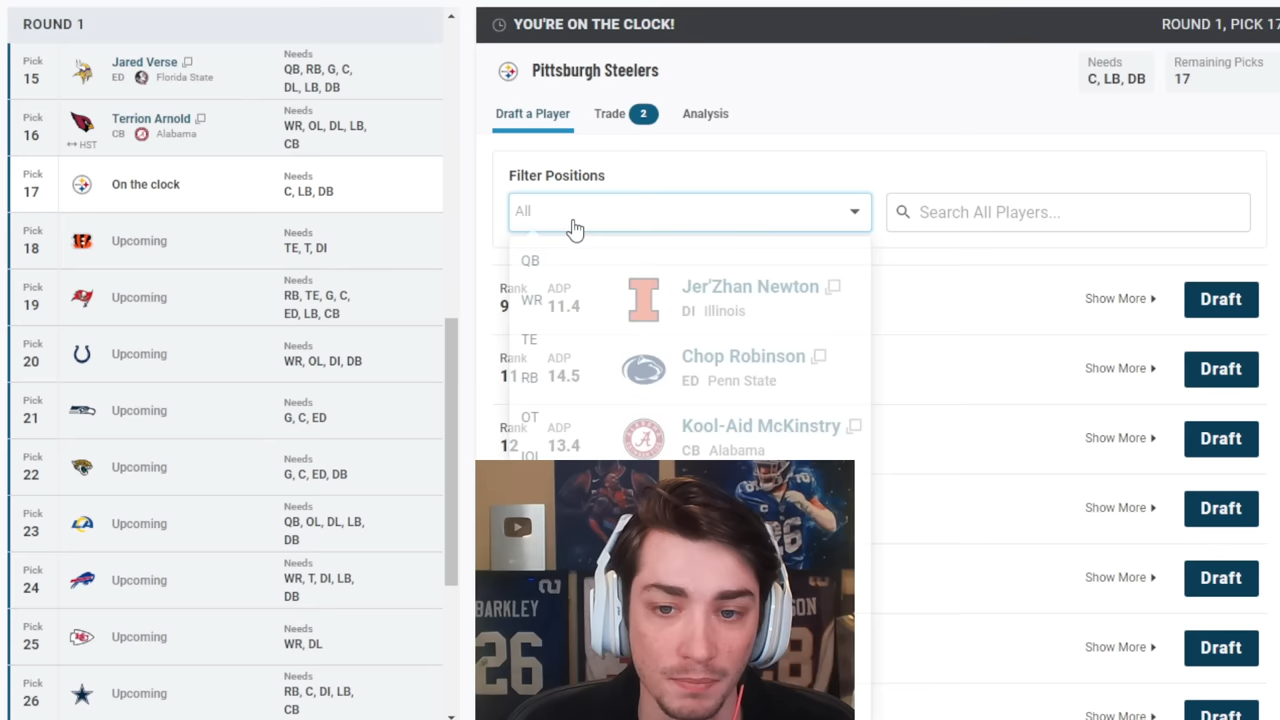 ROUND 1
Pick
15
Jared Verse
ED Florida State
Needs
QB, RB, G, C,
DL, LB, DB
Pick
16
HST
Terrion Arnold
CB Alabama
Needs
WR, OL, DL, LB,
CB
Pick
17
On the clock
Needs
C, LB, DB
Pick
18
Upcoming
Needs
TE, T, DI
Pick
19
Upcoming
Needs
RB, TE, G, C,
ED, LB, CB
Pick
20
Upcoming
Needs
WR, OL, DI, DB
Pick
21
Upcoming
Needs
G, C, ED
Pick
22
Upcoming
Needs
G, C, ED, DB
Pick
23
Upcoming
Needs
QB, OL, DL, LB,
DB
Pick
24
Upcoming
Needs
WR, T, DI, LB,
DB
Pick
25
Upcoming
Needs
WR, DL
Pick
26
Upcoming
Needs
RB, C, DI, LB,
CB
YOU'RE ON THE CLOCK!
ROUND 1, PICK 17
Pittsburgh Steelers
Needs
C, LB, DB
Remaining Picks
17
Draft a Player
Trade 2
Analysis
Filter Positions
All
Search All Players...
QB
WR
TE
RB
OT
IOL
Rank
9
ADP
11.4
Jer'Zhan Newton
DI Illinois
Show More
Draft
Rank
11
ADP
14.5
Chop Robinson
ED Penn State
Show More
Draft
Rank
12
ADP
13.4
Kool-Aid McKinstry
CB Alabama
Show More
Draft
Show More
Draft
Show More
Draft
Show More
Draft
Show More
Draft
BARKLEY
26
26
SON
8